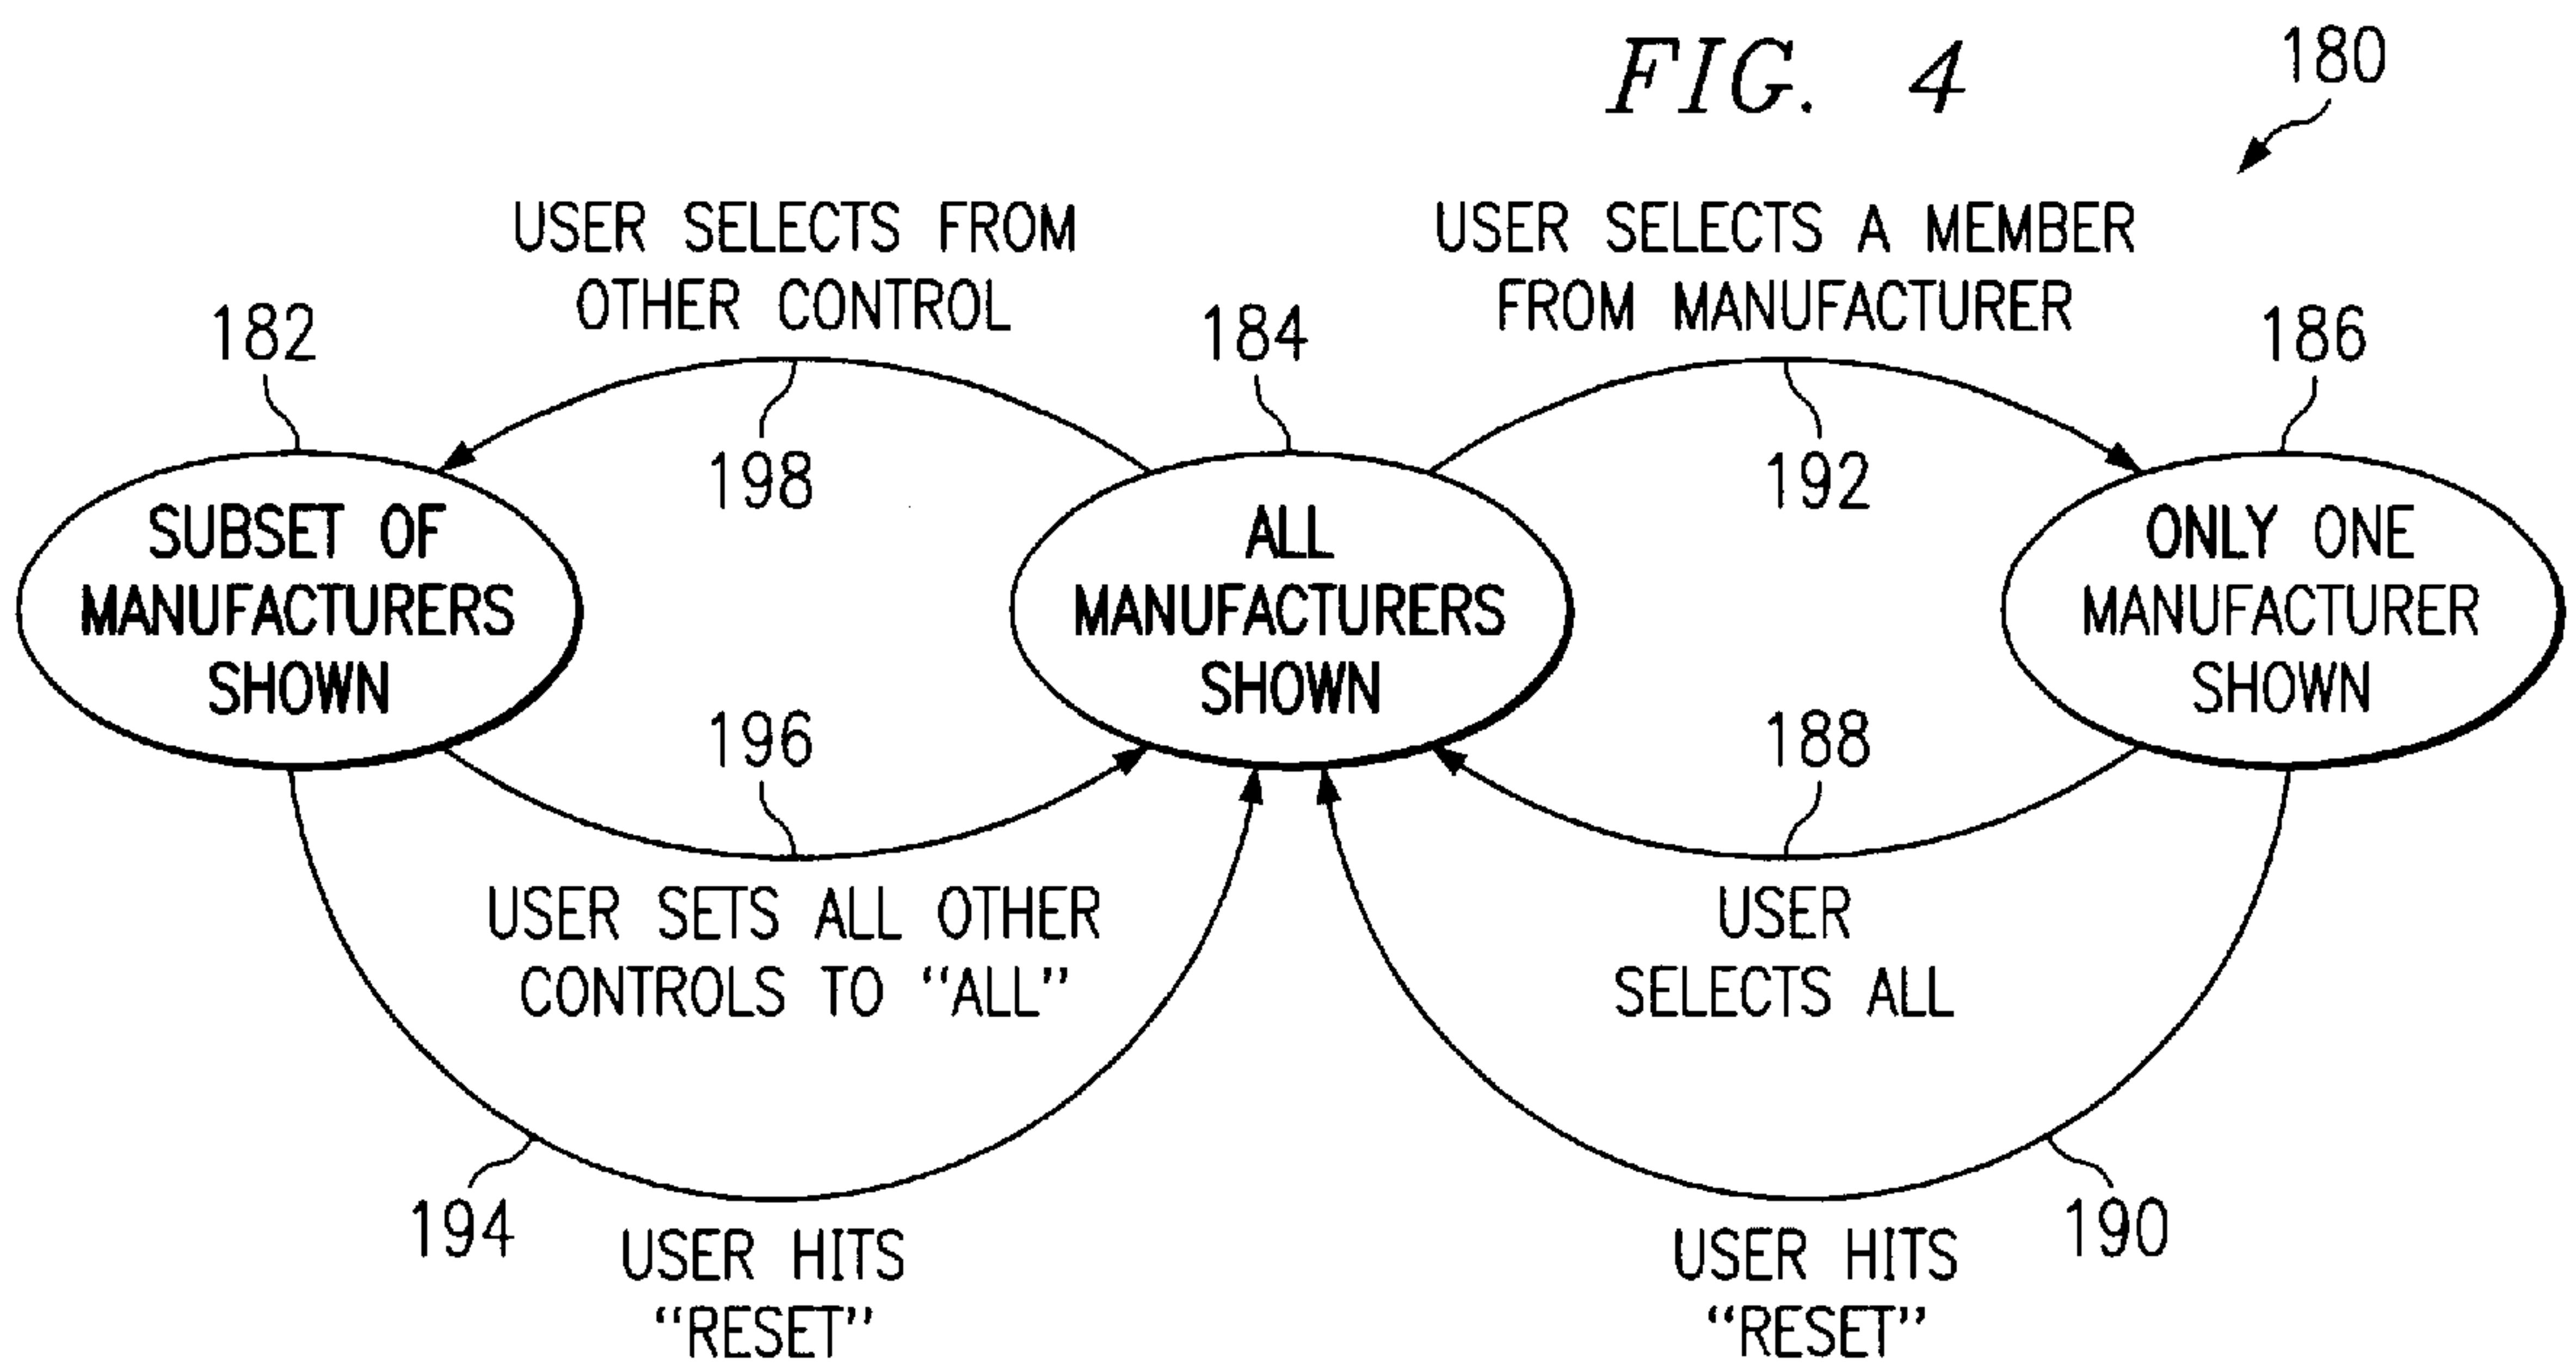 FIG. 4
180
USER SELECTS FROM
OTHER CONTROL
USER SELECTS A MEMBER
FROM MANUFACTURER
182
184
186
198
192
SUBSET OF
MANUFACTURERS
SHOWN
ALL
MANUFACTURERS
SHOWN
ONLY ONE
MANUFACTURER
SHOWN
196
188
USER SETS ALL OTHER
CONTROLS TO “ALL”
USER
SELECTS ALL
194
USER HITS
“RESET”
190
USER HITS
“RESET”